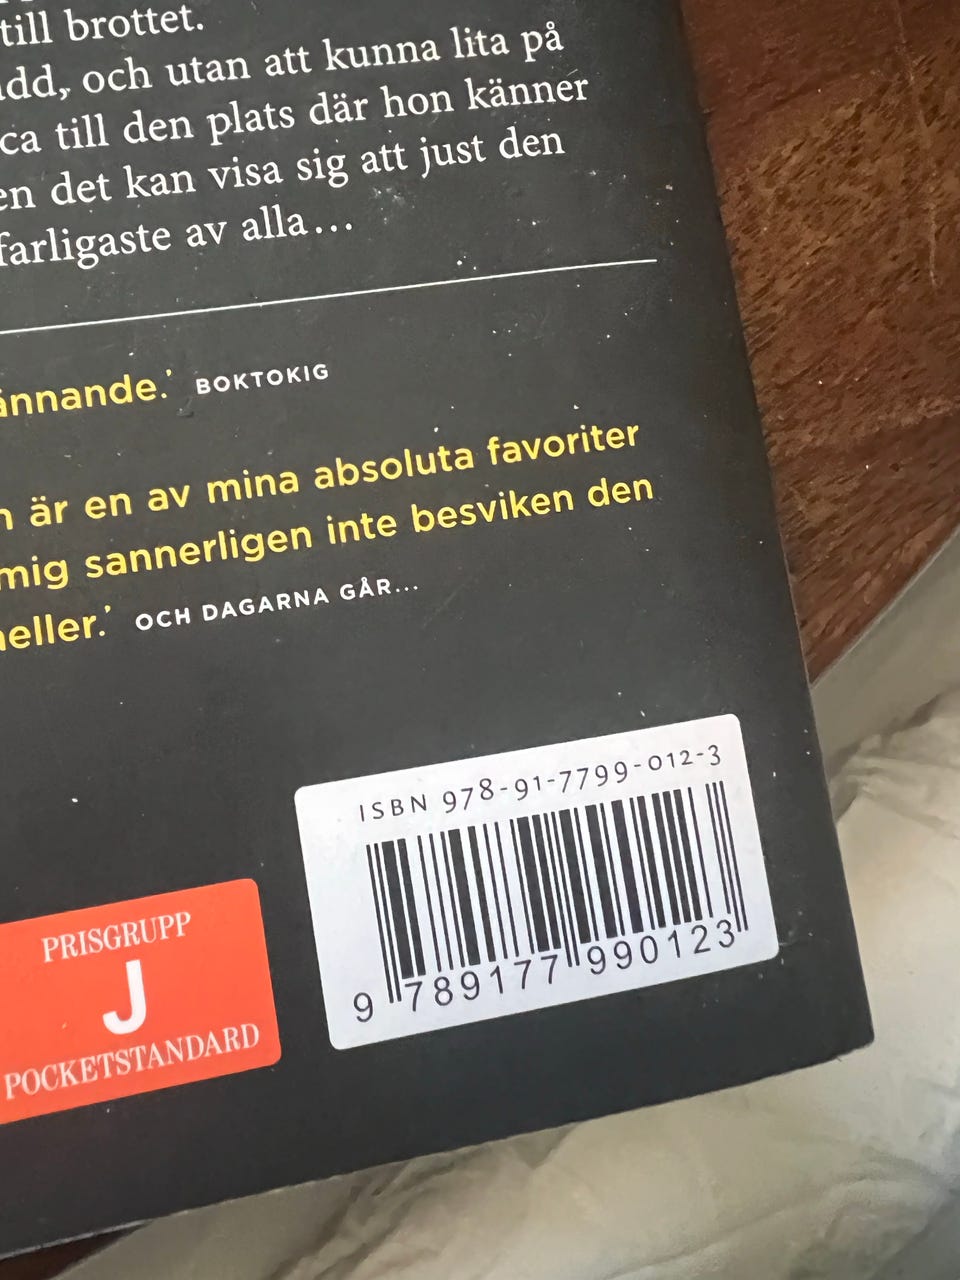 till brottet.
och utan att kunna lita på
till den plats där hon känner
det kan visa sig att just den
farligaste av alla...
BOKTOKIG
är en av mina absoluta favoriter
mig sannerligen inte besviken den
heller.’ OCH DAGARNA GÅR...
ISBN 978-91-7799-012-3
9 789177 990123
PRISGRUPP
J
POCKETSTANDARD